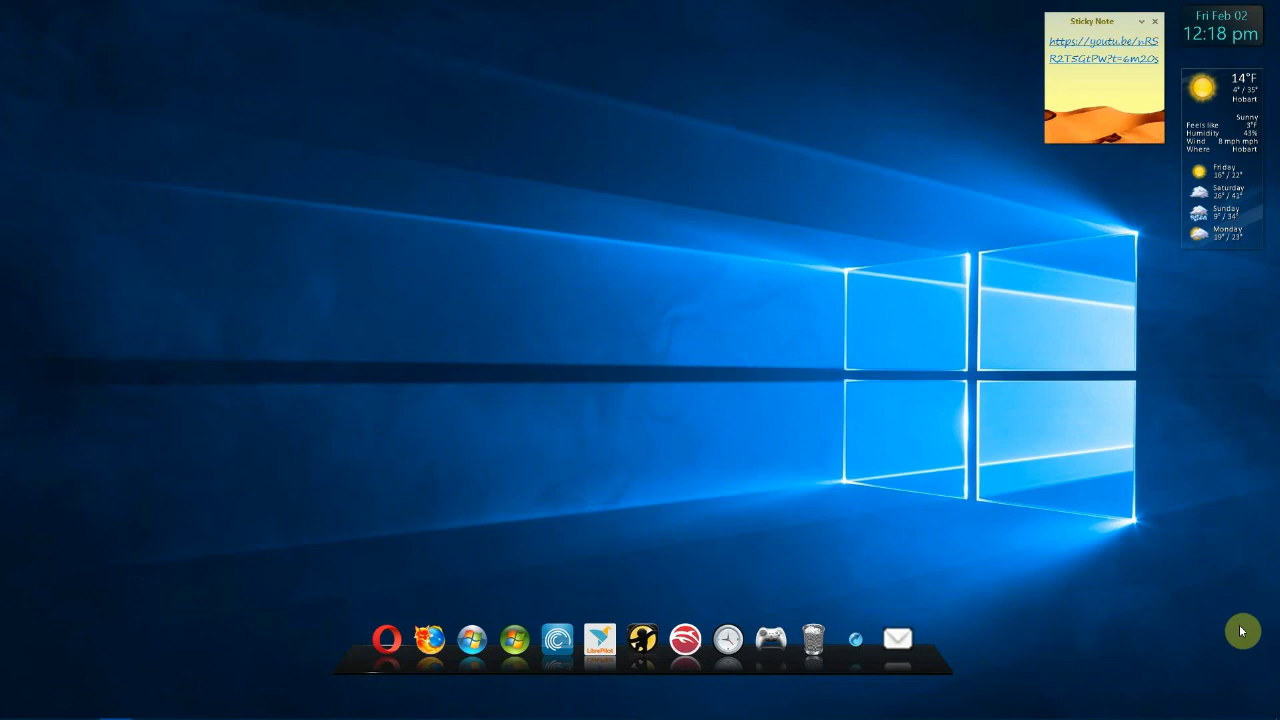 Sticky Note
https://youtu.be/nRS
R2T5GtPw?t=6m20s
Fri Feb 02
12:18 pm
14°F
4° / 35°
Hobart
Sunny
Feels like 3°F
Humidity 43%
Wind 8 mph mph
Where Hobart
Friday
16° / 22°
Saturday
26° / 41°
Sunday
9° / 34°
Monday
19° / 23°
LibrePilot